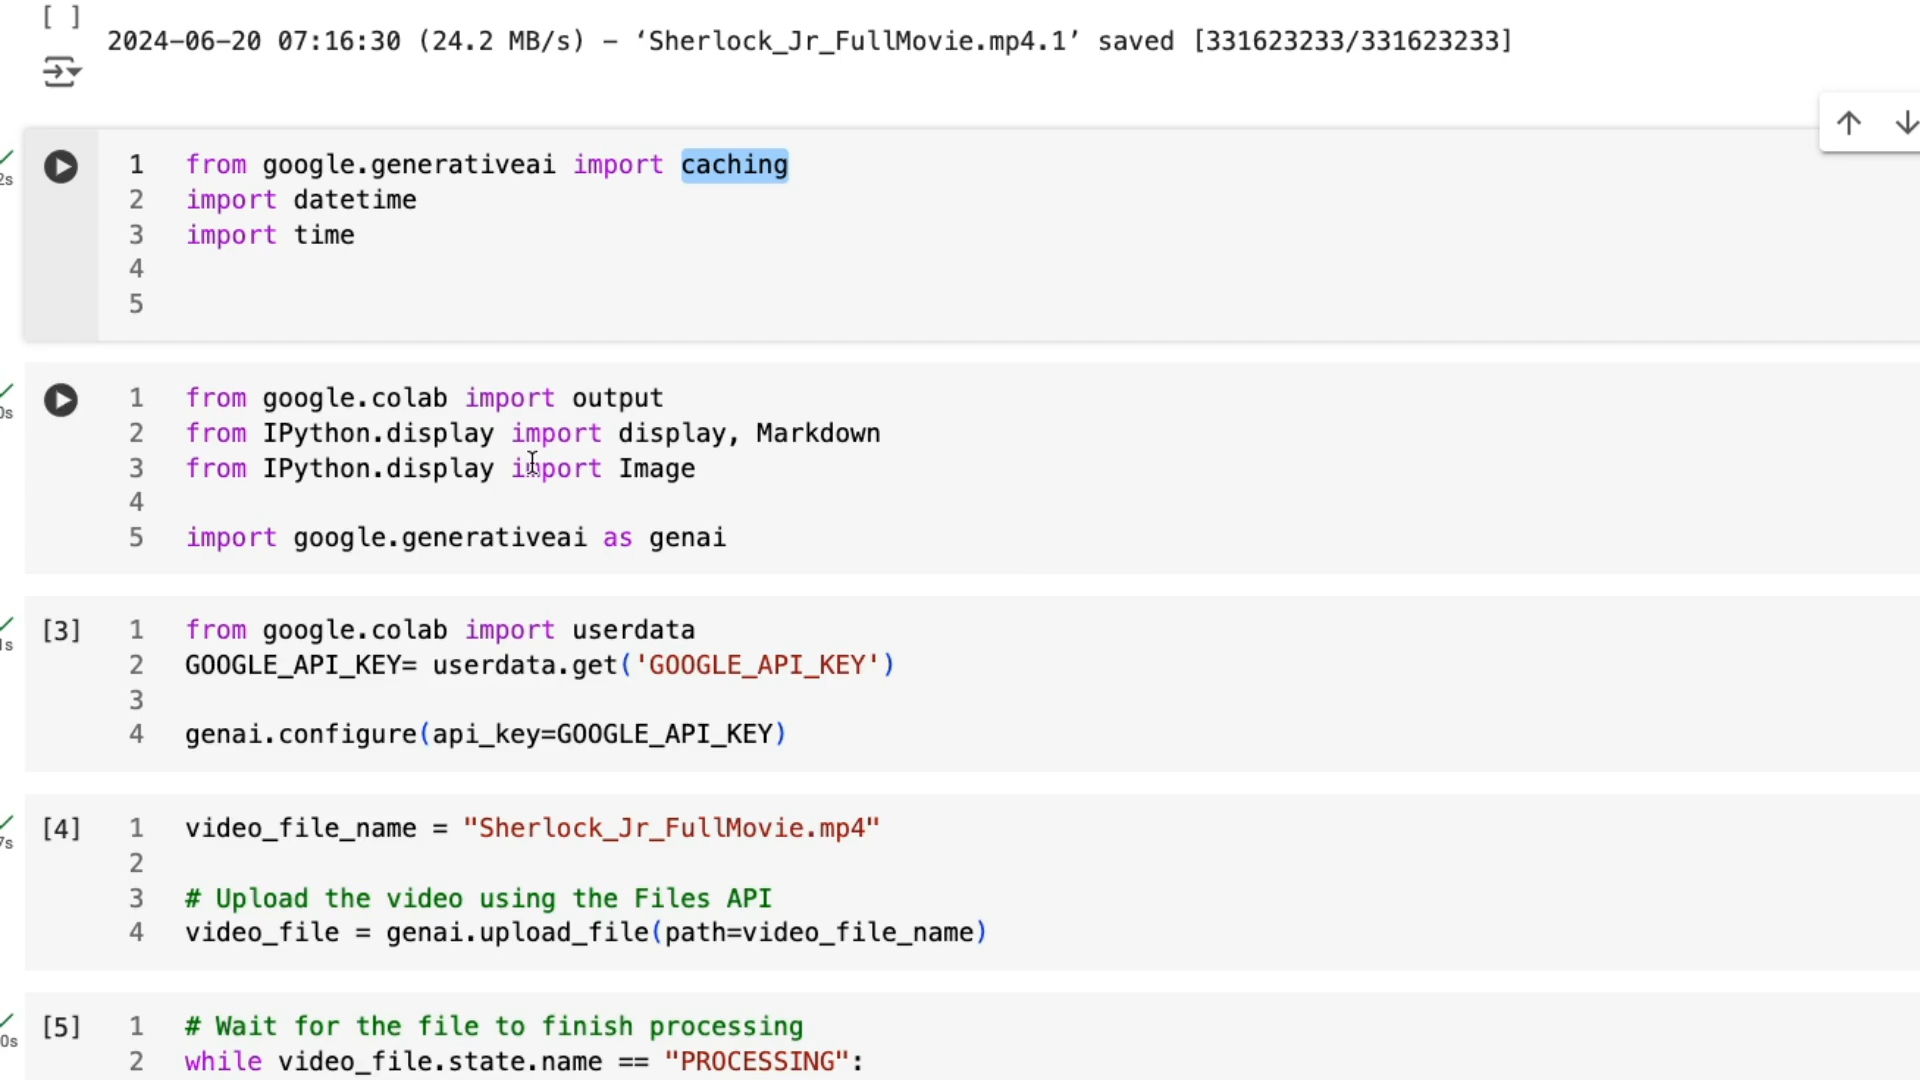 [ ]
2024-06-20 07:16:30 (24.2 MB/s) – ‘Sherlock_Jr_FullMovie.mp4.1’ saved [331623233/331623233]
2s
1 from google.generativeai import caching
2 import datetime
3 import time
4
5
0s
1 from google.colab import output
2 from IPython.display import display, Markdown
3 from IPython.display import Image
4
5 import google.generativeai as genai
[3] 1 from google.colab import userdata
1s
2 GOOGLE_API_KEY= userdata.get('GOOGLE_API_KEY')
3
4 genai.configure(api_key=GOOGLE_API_KEY)
[4] 1 video_file_name = "Sherlock_Jr_FullMovie.mp4"
7s
2
3 # Upload the video using the Files API
4 video_file = genai.upload_file(path=video_file_name)
[5] 1 # Wait for the file to finish processing
0s
2 while video_file.state.name == "PROCESSING":